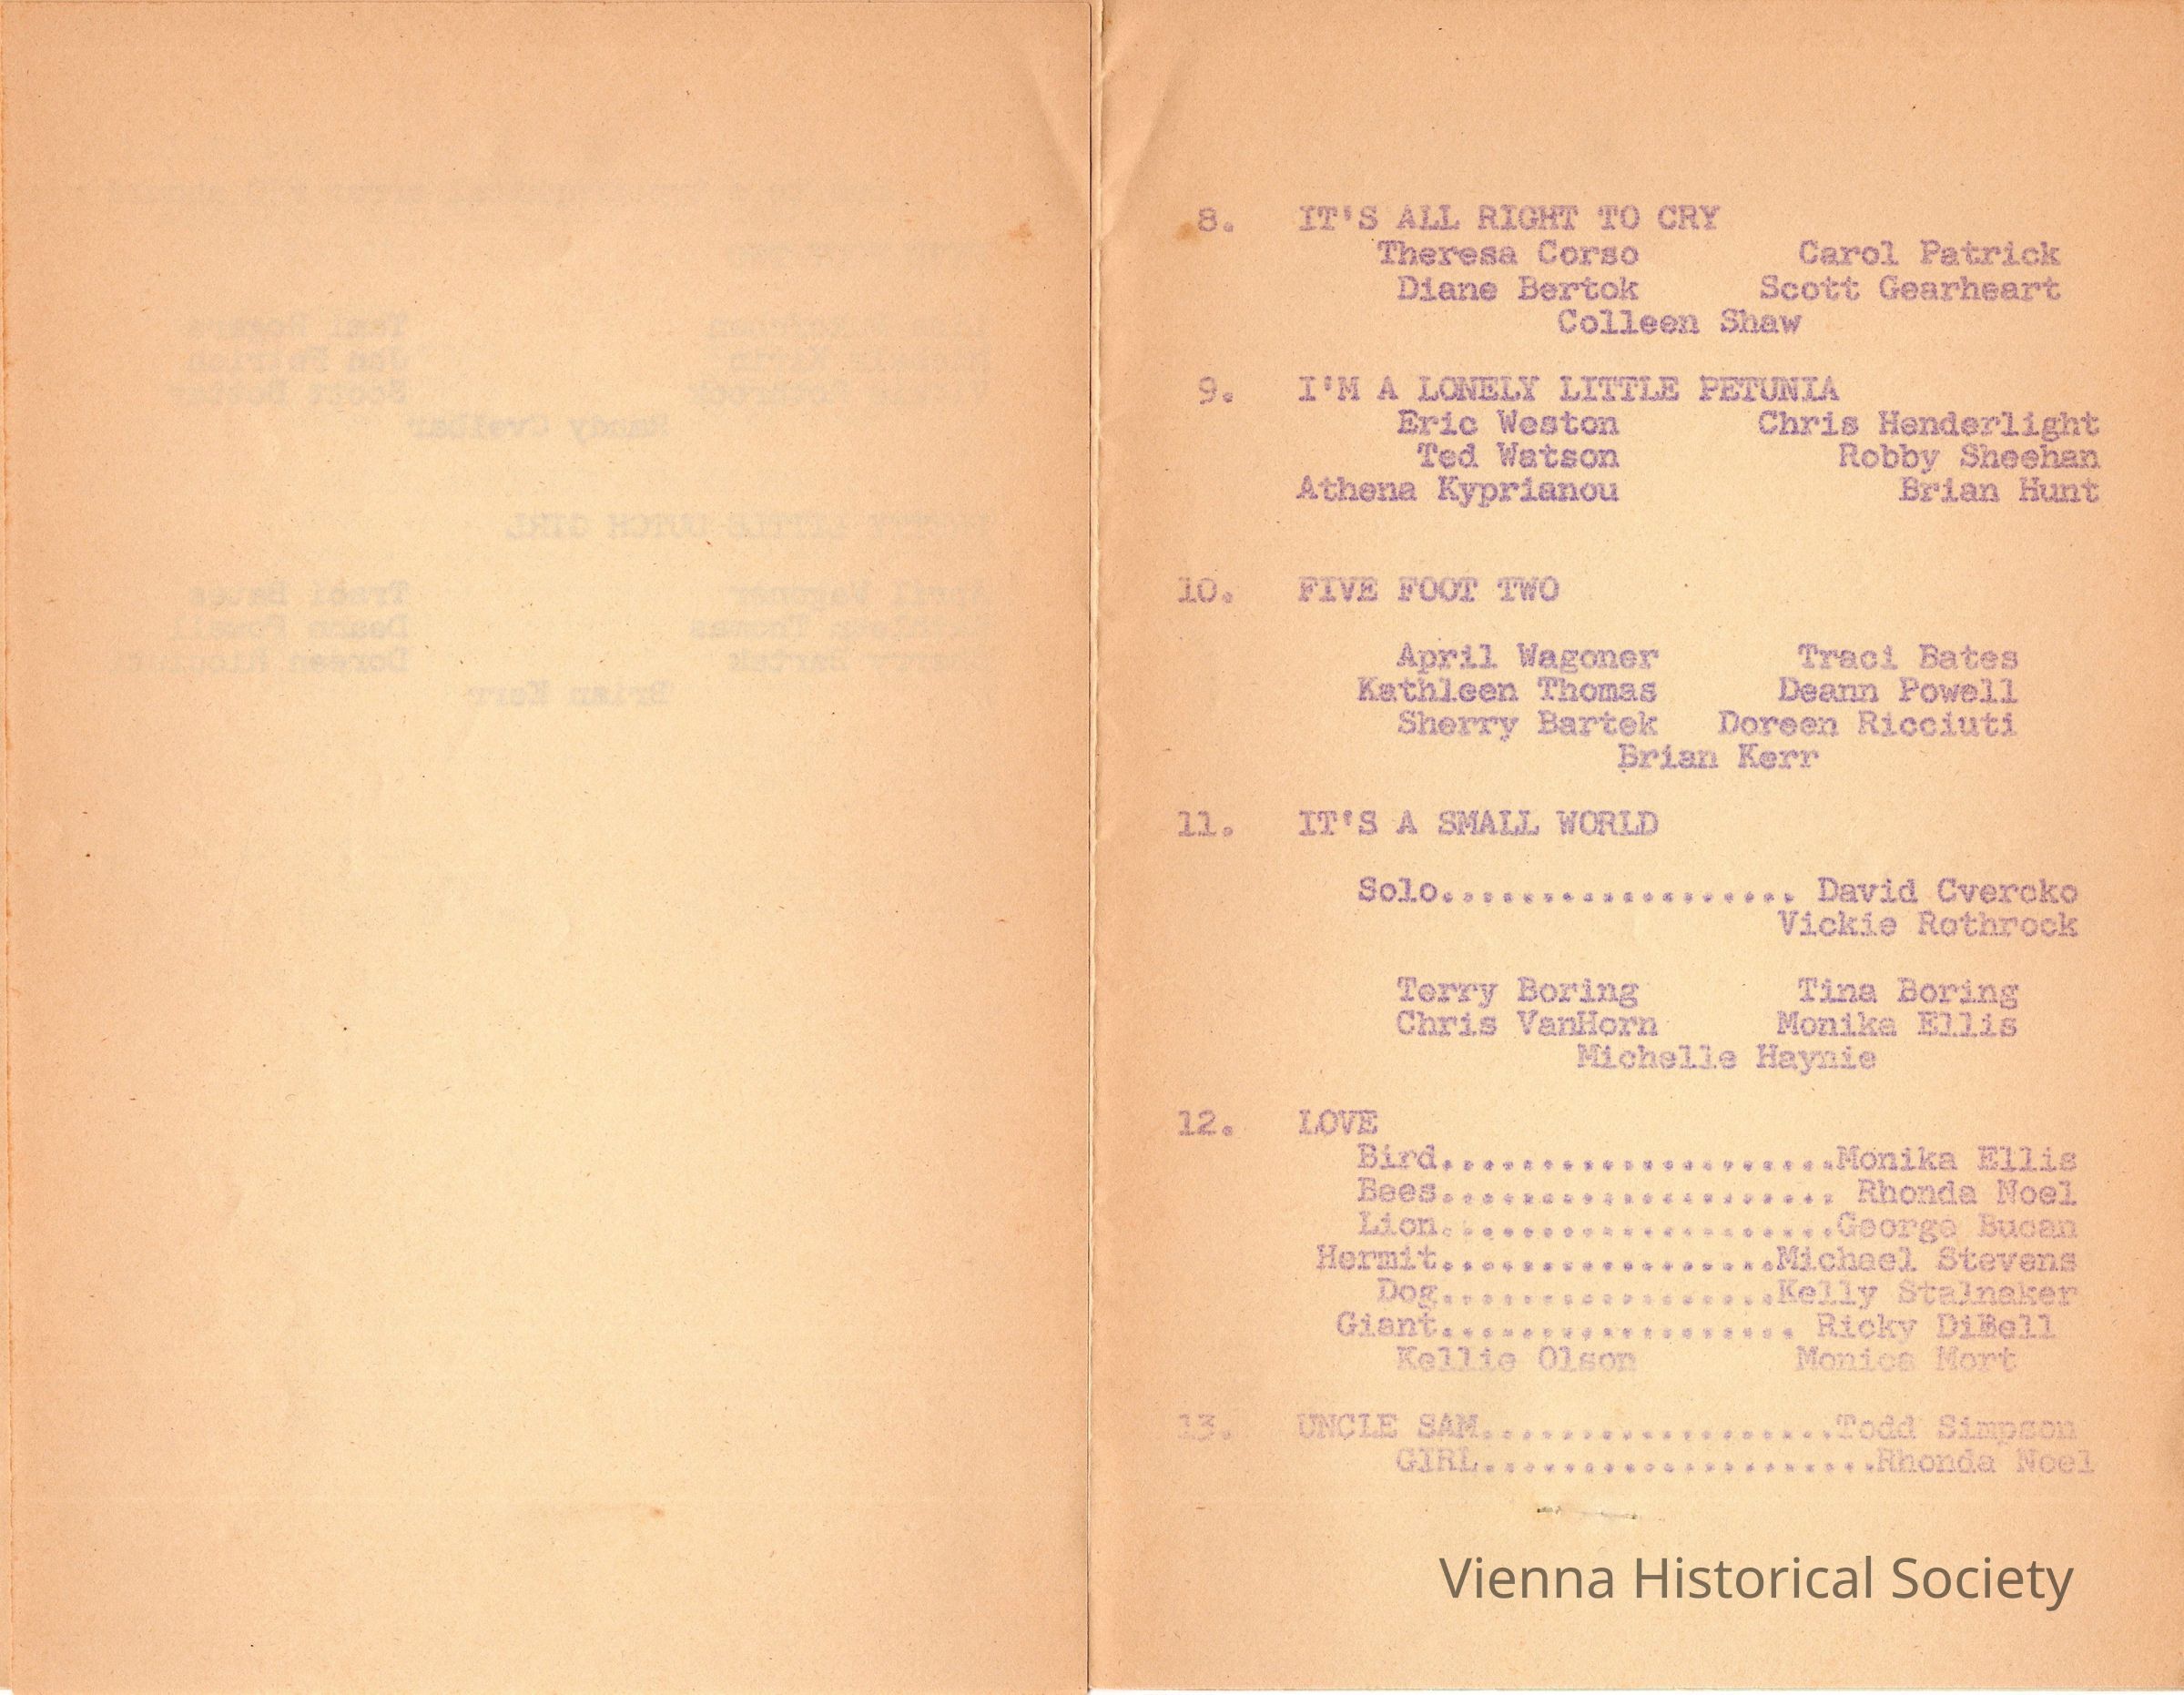 8. IT'S ALL RIGHT TO CRY
Theresa Corso Carol Patrick
Diane Bertok Scott Gearheart
Colleen Shaw
9. I'M A LONELY LITTLE PETUNIA
Eric Weston Chris Henderlight
Ted Watson Robby Sheehan
Athena Kyprianou Brian Hunt
10. FIVE FOOT TWO
April Wagoner Traci Bates
Kathleen Thomas Deann Powell
Sherry Bartek Doreen Ricciuti
Brian Kerr
11. IT'S A SMALL WORLD
Solo.................. David Cvercko
Vickie Rothrock
Terry Boring Tina Boring
Chris VanHorn Monika Ellis
Michelle Haynie
12. LOVE
Bird....................Monika Ellis
Bees.................... Rhonda Noel
Lion....................George Bucan
Hermit.................Michael Stevens
Dog.................Kelly Stalnaker
Giant.................. Ricky DiBell
Kellie Olson Monica Mort
13. UNCLE SAM..................Todd Simpson
GIRL....................Rhonda Noel
Vienna Historical Society